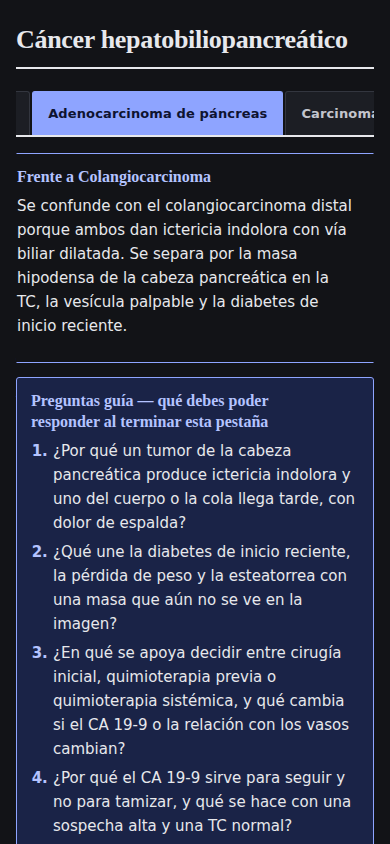 Cáncer hepatobiliopancreático
Adenocarcinoma de páncreas
Carcinoma
Frente a Colangiocarcinoma
Se confunde con el colangiocarcinoma distal
porque ambos dan ictericia indolora con vía
biliar dilatada. Se separa por la masa
hipodensa de la cabeza pancreática en la
TC, la vesícula palpable y la diabetes de
inicio reciente.
Preguntas guía — qué debes poder
responder al terminar esta pestaña
1. ¿Por qué un tumor de la cabeza
pancreática produce ictericia indolora y
uno del cuerpo o la cola llega tarde, con
dolor de espalda?
2. ¿Qué une la diabetes de inicio reciente,
la pérdida de peso y la esteatorrea con
una masa que aún no se ve en la
imagen?
3. ¿En qué se apoya decidir entre cirugía
inicial, quimioterapia previa o
quimioterapia sistémica, y qué cambia
si el CA 19-9 o la relación con los vasos
cambian?
4. ¿Por qué el CA 19-9 sirve para seguir y
no para tamizar, y qué se hace con una
sospecha alta y una TC normal?